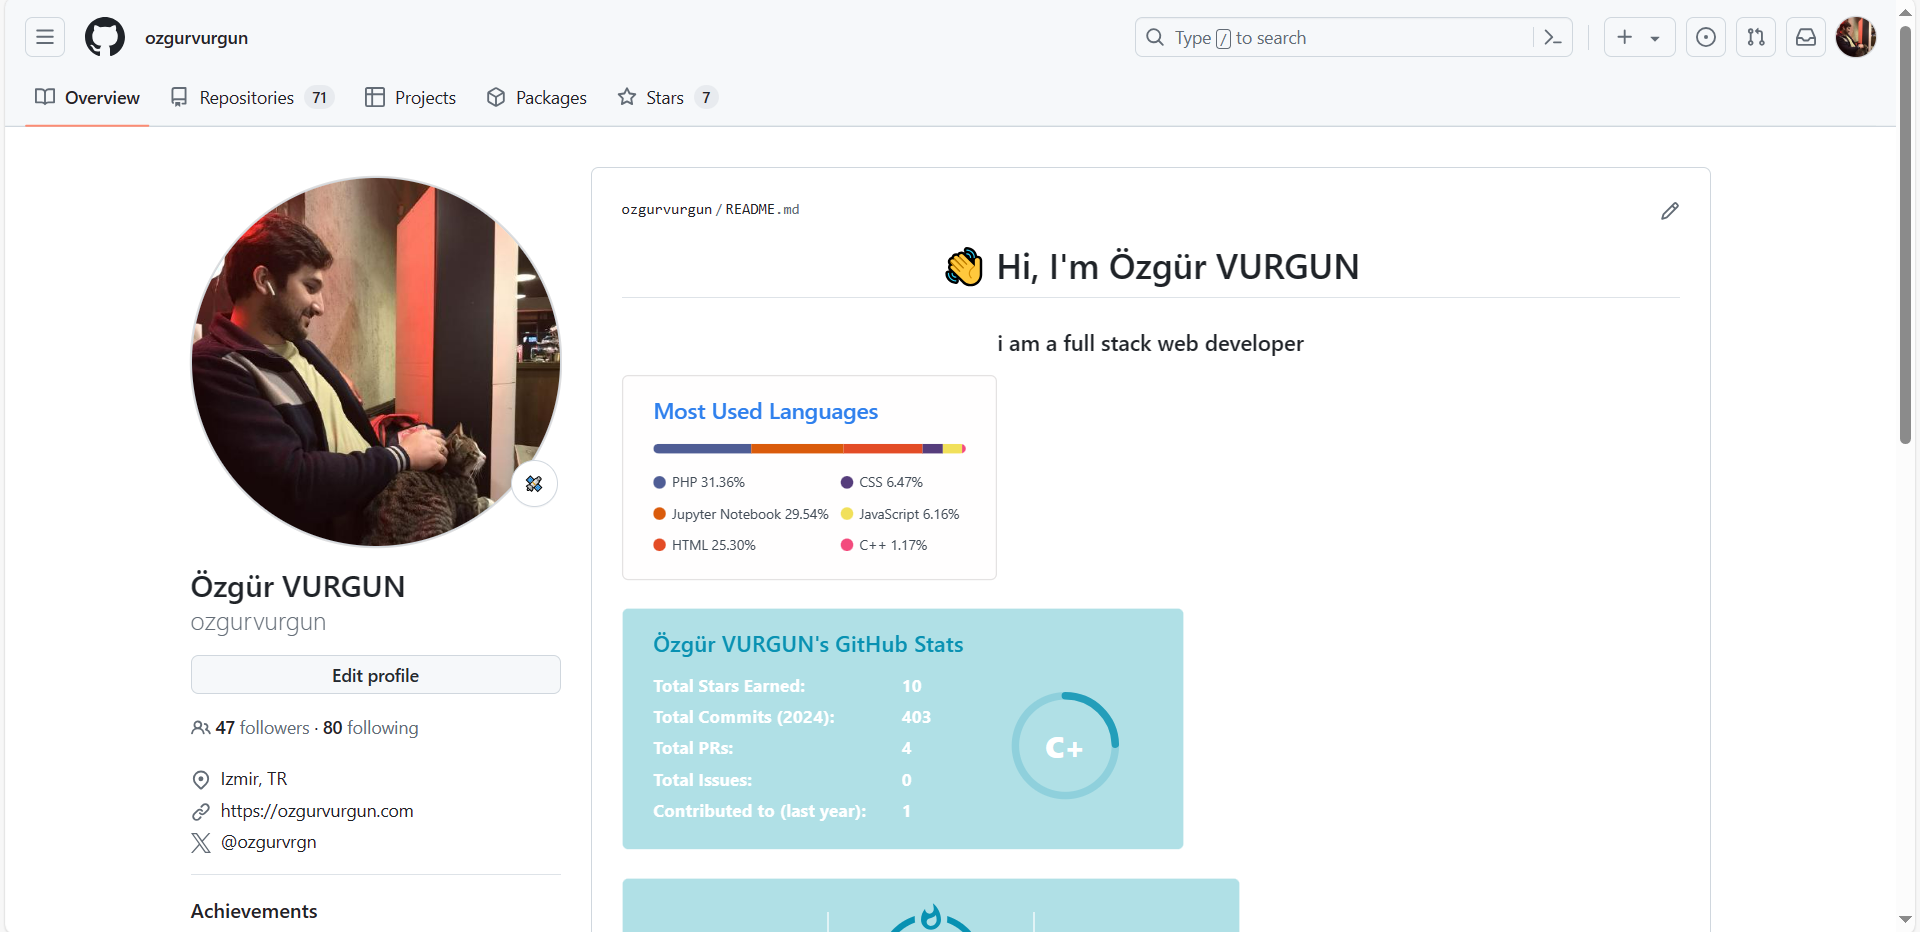 ozgurvurgun
Type / to search
Overview
Repositories 71
Projects
Packages
Stars 7
Özgür VURGUN
ozgurvurgun
Edit profile
47 followers · 80 following
Izmir, TR
https://ozgurvurgun.com
@ozgurvrgn
Achievements
ozgurvurgun / README.md
Hi, I'm Özgür VURGUN
i am a full stack web developer
Most Used Languages
PHP 31.36%
Jupyter Notebook 29.54%
HTML 25.30%
CSS 6.47%
JavaScript 6.16%
C++ 1.17%
Özgür VURGUN's GitHub Stats
Total Stars Earned: 10
Total Commits (2024): 403
Total PRs: 4
Total Issues: 0
Contributed to (last year): 1
C+